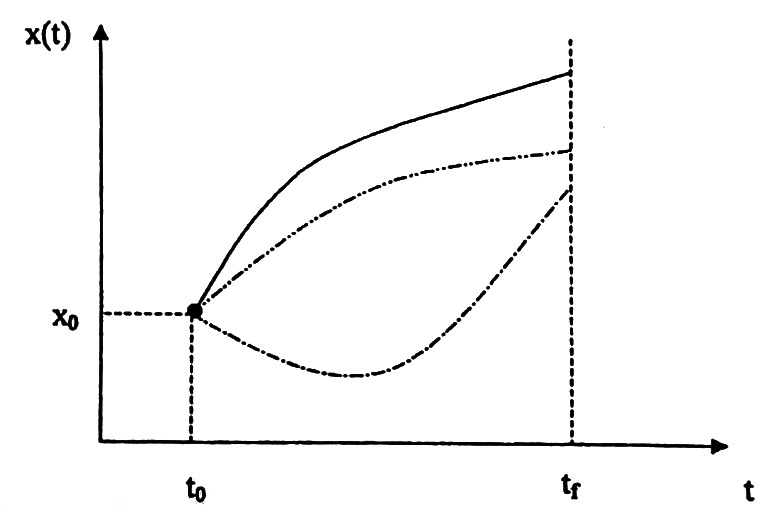 x(t)
x₀
t₀
t_f
t